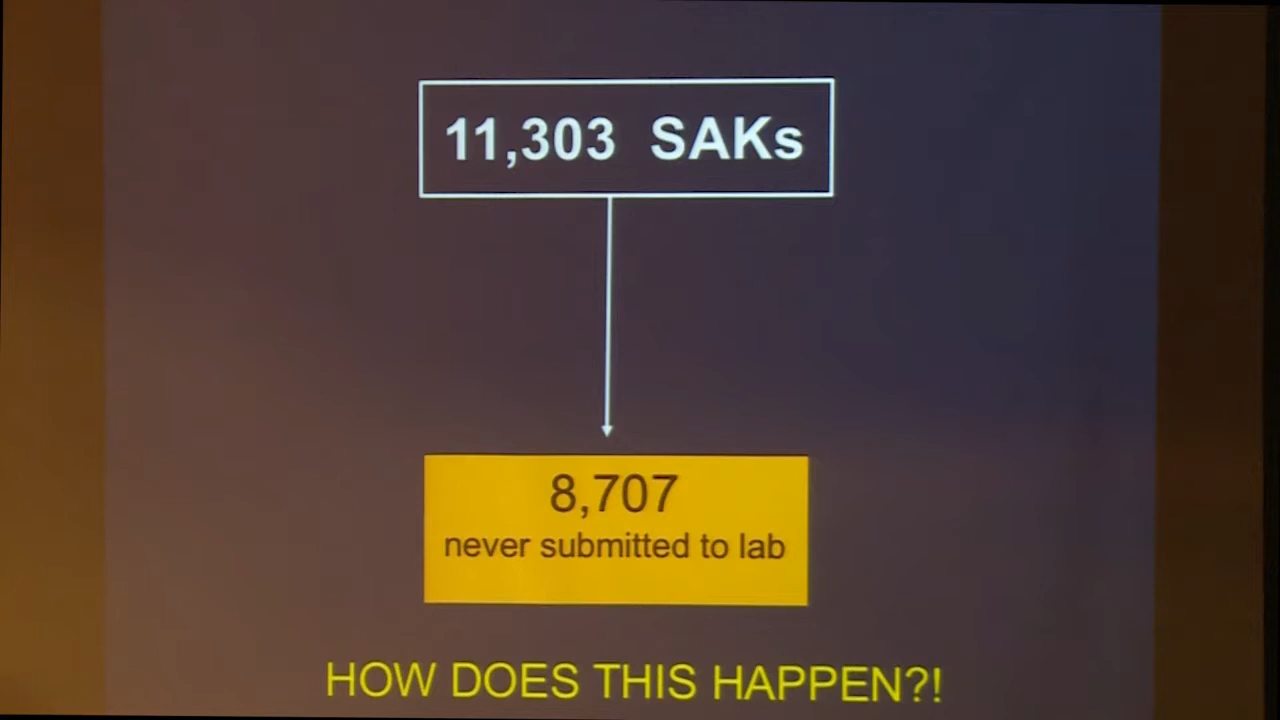 11,303 SAKs
8,707
never submitted to lab
HOW DOES THIS HAPPEN?!